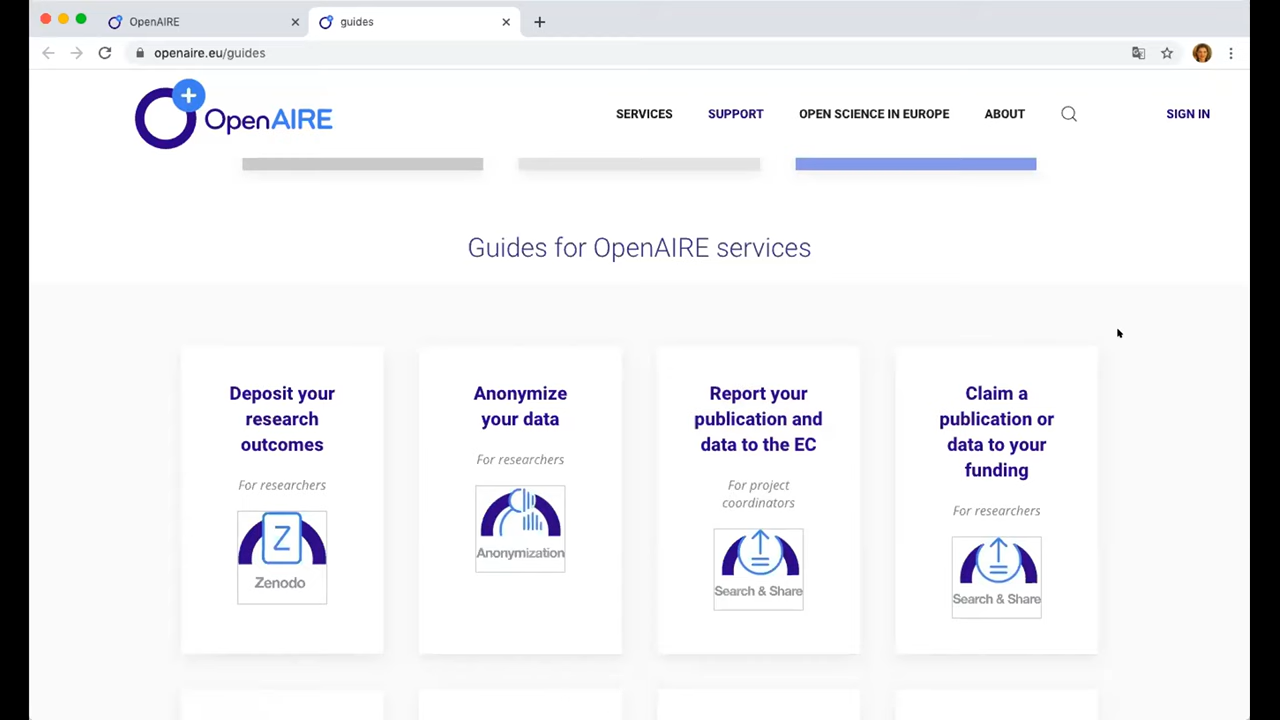 OpenAIRE
guides
openaire.eu/guides
OpenAIRE
SERVICES
SUPPORT
OPEN SCIENCE IN EUROPE
ABOUT
SIGN IN
Guides for OpenAIRE services
Deposit your
research
outcomes
For researchers
Z
Zenodo
Anonymize
your data
For researchers
Anonymization
Report your
publication and
data to the EC
For project
coordinators
Search & Share
Claim a
publication or
data to your
funding
For researchers
Search & Share